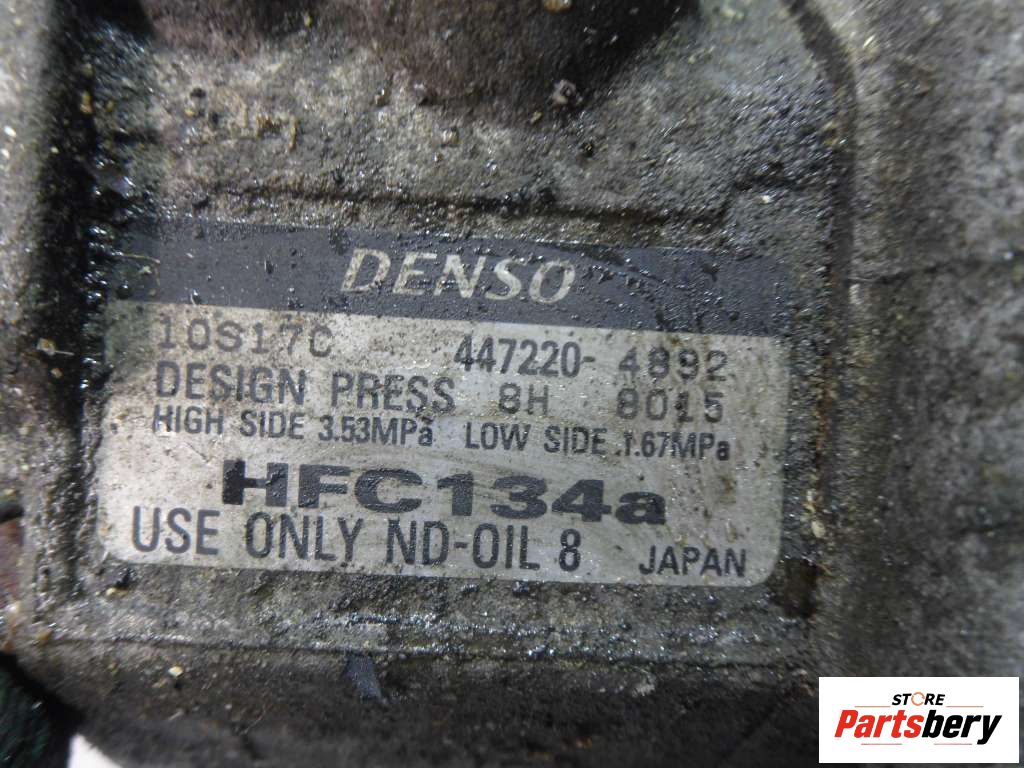 DENSO
10S17C 447220-4892
DESIGN PRESS 8H 8015
HIGH SIDE 3.53MPa LOW SIDE 1.67MPa
HFC134a
USE ONLY ND-OIL 8 JAPAN
STORE
Partsbery